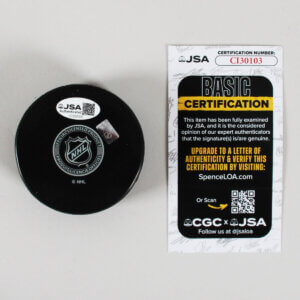 JSA
NHL
© NHL
JSA
CERTIFICATION NUMBER:
CI30103
BASIC
CERTIFICATION
This item has been fully examined
by JSA, and it is the considered
opinion of our expert authenticators
that the signature(s) is/are genuine.
UPGRADE TO A LETTER OF
AUTHENTICITY & VERIFY THIS
CERTIFICATION BY VISITING:
SpenceLOA.com
Or Scan
CGC × JSA
Follow us at @jsaloa